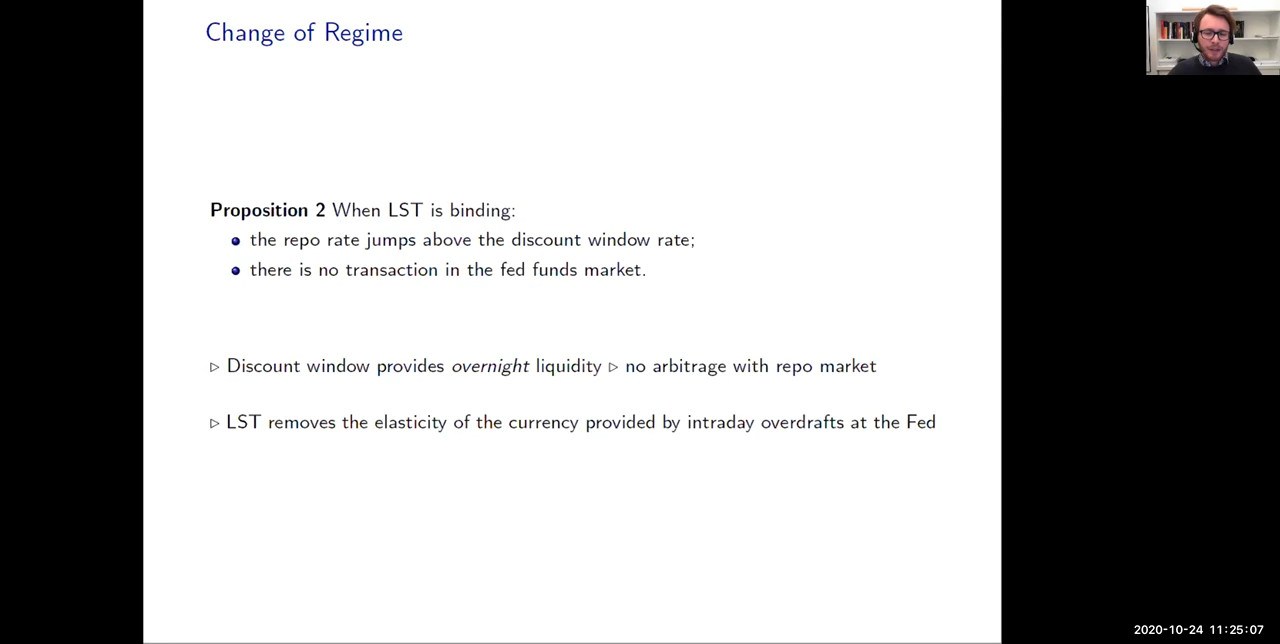 Change of Regime
Proposition 2 When LST is binding:
the repo rate jumps above the discount window rate;
there is no transaction in the fed funds market.
▷ Discount window provides overnight liquidity ▷ no arbitrage with repo market
▷ LST removes the elasticity of the currency provided by intraday overdrafts at the Fed
2020-10-24 11:25:07